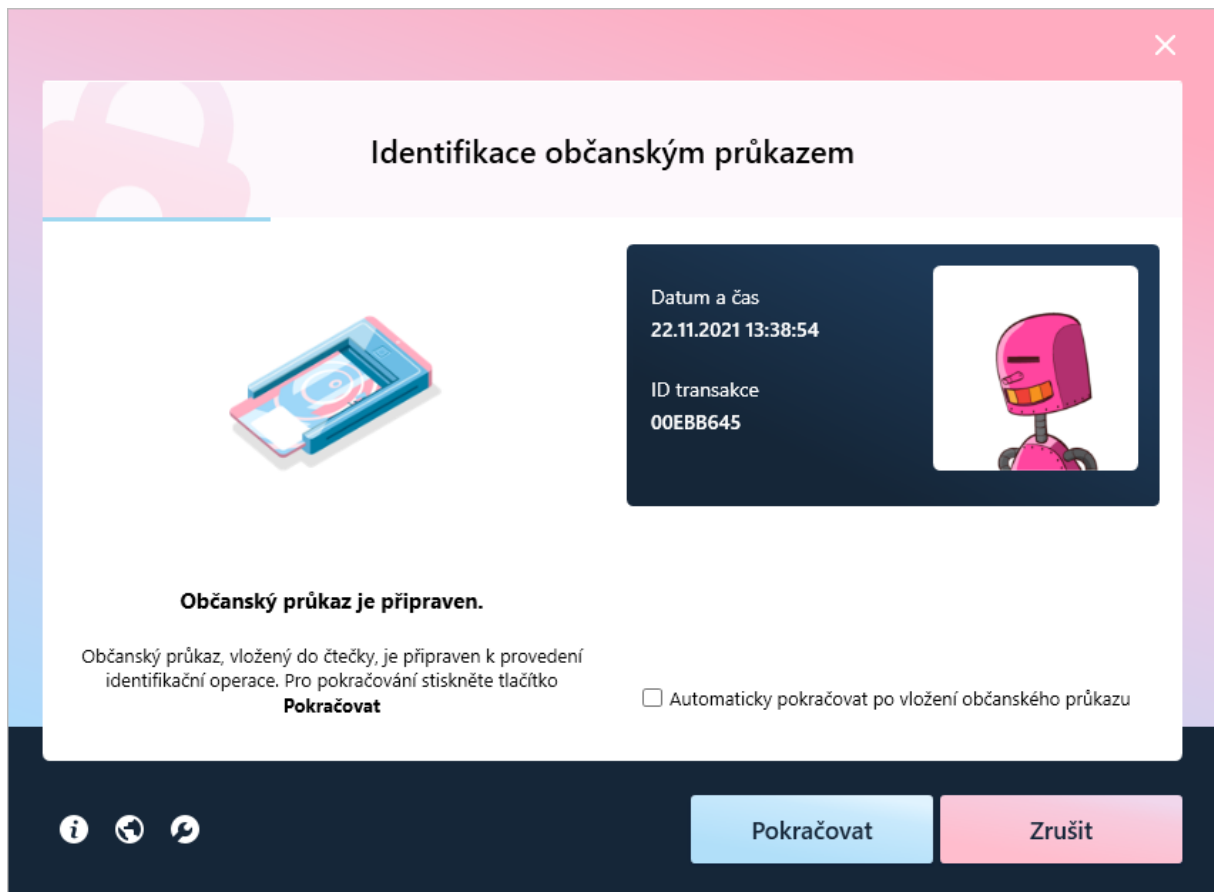 Identifikace občanským průkazem
Datum a čas
22.11.2021 13:38:54
ID transakce
00EBB645
Občanský průkaz je připraven.
Občanský průkaz, vložený do čtečky, je připraven k provedení
identifikační operace. Pro pokračování stiskněte tlačítko
Pokračovat
Automaticky pokračovat po vložení občanského průkazu
Pokračovat
Zrušit